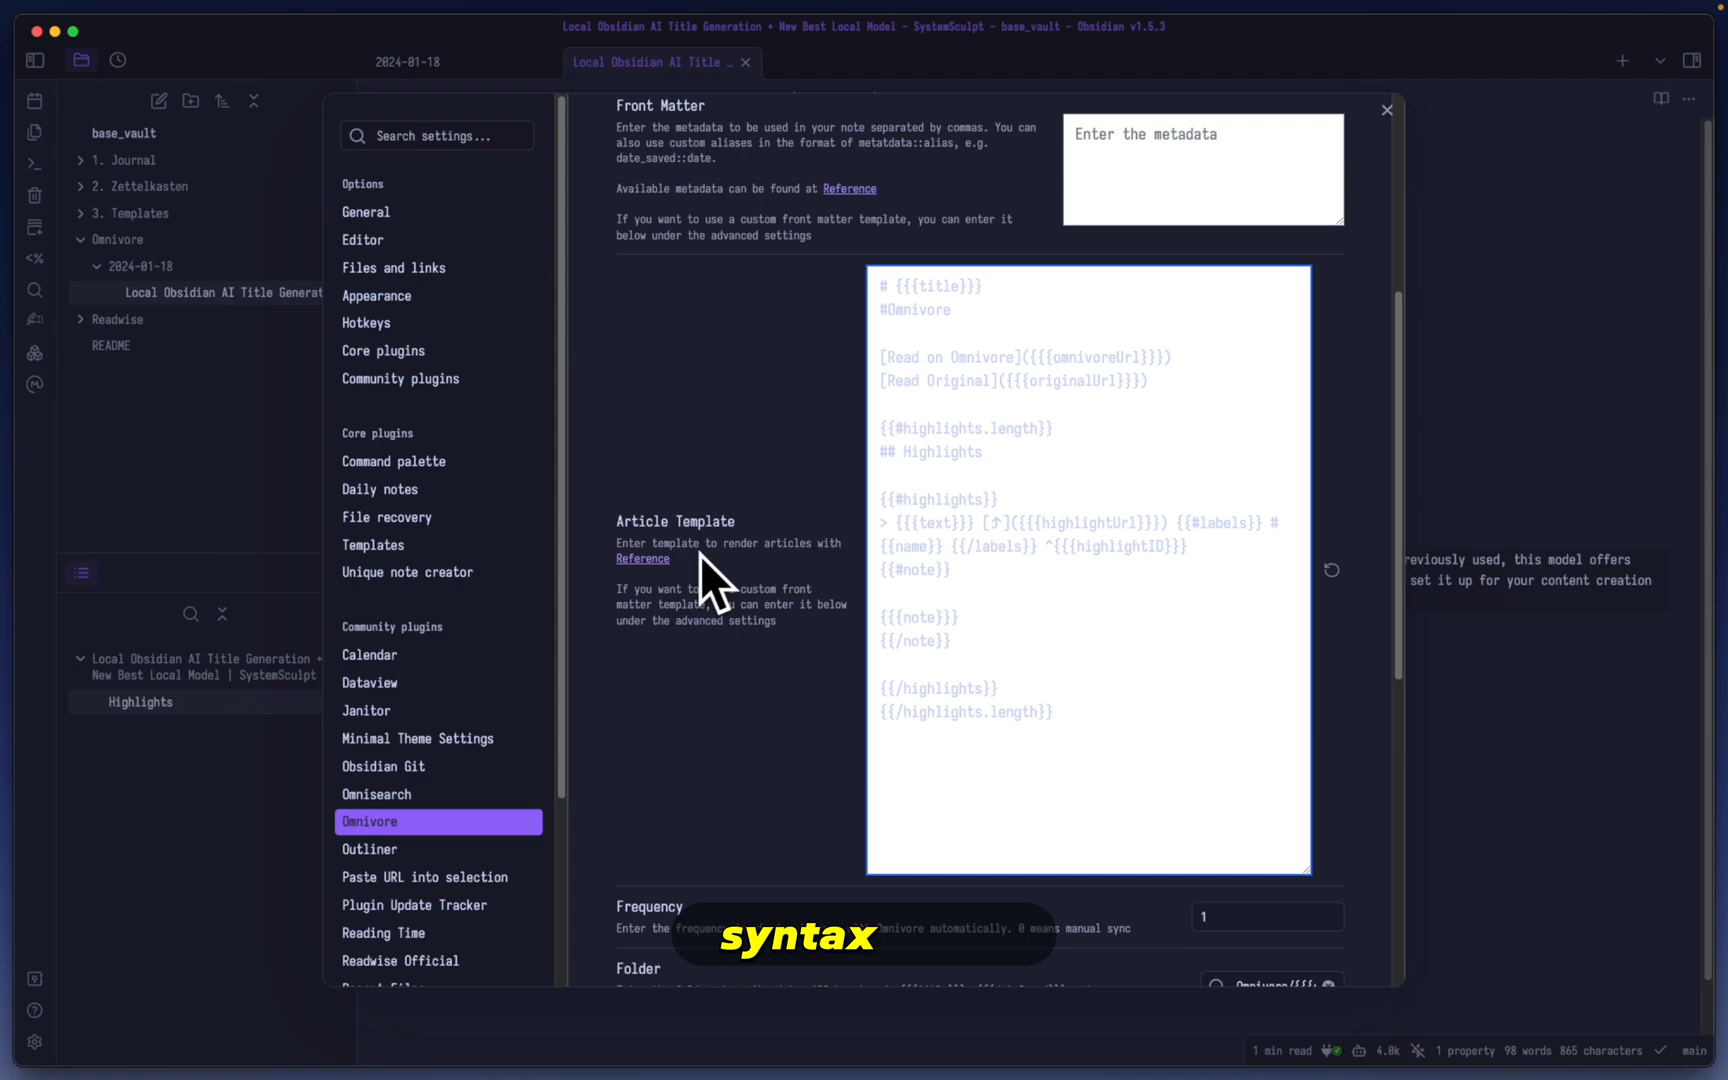 Local Obsidian AI Title Generation + New Best Local Model - SystemSculpt - base_vault - Obsidian v1.5.3
2024-01-18
Local Obsidian AI Title …
base_vault
1. Journal
2. Zettelkasten
3. Templates
Omnivore
2024-01-18
Local Obsidian AI Title Generat
Readwise
README
Local Obsidian AI Title Generation +
New Best Local Model | SystemSculpt
Highlights
Search settings...
Options
General
Editor
Files and links
Appearance
Hotkeys
Core plugins
Community plugins
Core plugins
Command palette
Daily notes
File recovery
Templates
Unique note creator
Community plugins
Calendar
Dataview
Janitor
Minimal Theme Settings
Obsidian Git
Omnisearch
Omnivore
Outliner
Paste URL into selection
Plugin Update Tracker
Reading Time
Readwise Official
Front Matter
Enter the metadata to be used in your note separated by commas. You can
also use custom aliases in the format of metatdata::alias, e.g.
date_saved::date.
Available metadata can be found at Reference
If you want to use a custom front matter template, you can enter it
below under the advanced settings
Enter the metadata
Article Template
Enter template to render articles with
Reference
If you want to custom front
matter template, can enter it below
under the advanced settings
# {{{title}}}
#Omnivore
[Read on Omnivore]({{{omnivoreUrl}}})
[Read Original]({{{originalUrl}}})
{{#highlights.length}}
## Highlights
{{#highlights}}
> {{{text}}} [⤴]({{{highlightUrl}}}) {{#labels}} #
{{name}} {{/labels}} ^{{{highlightID}}}
{{#note}}
{{{note}}}
{{/note}}
{{/highlights}}
{{/highlights.length}}
reviously used, this model offers
set it up for your content creation
Frequency
1
Enter the omnivore automatically. 0 means manual sync
syntax
Folder
1 min read 4.0k 1 property 98 words 865 characters main